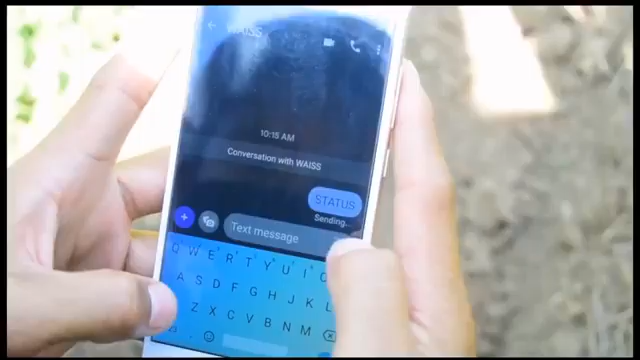 WAISS
10:15 AM
Conversation with WAISS
STATUS
Sending...
Text message
Q W E R T Y U I O
A S D F G H J K L
Z X C V B N M